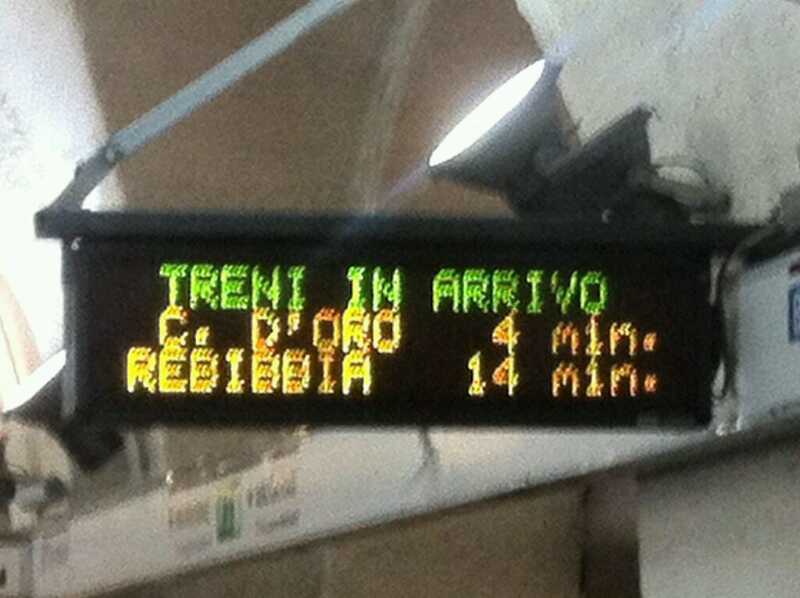 TRENI IN ARRIVO
C. D'ORO 4 min.
REBIBBIA 14 min.